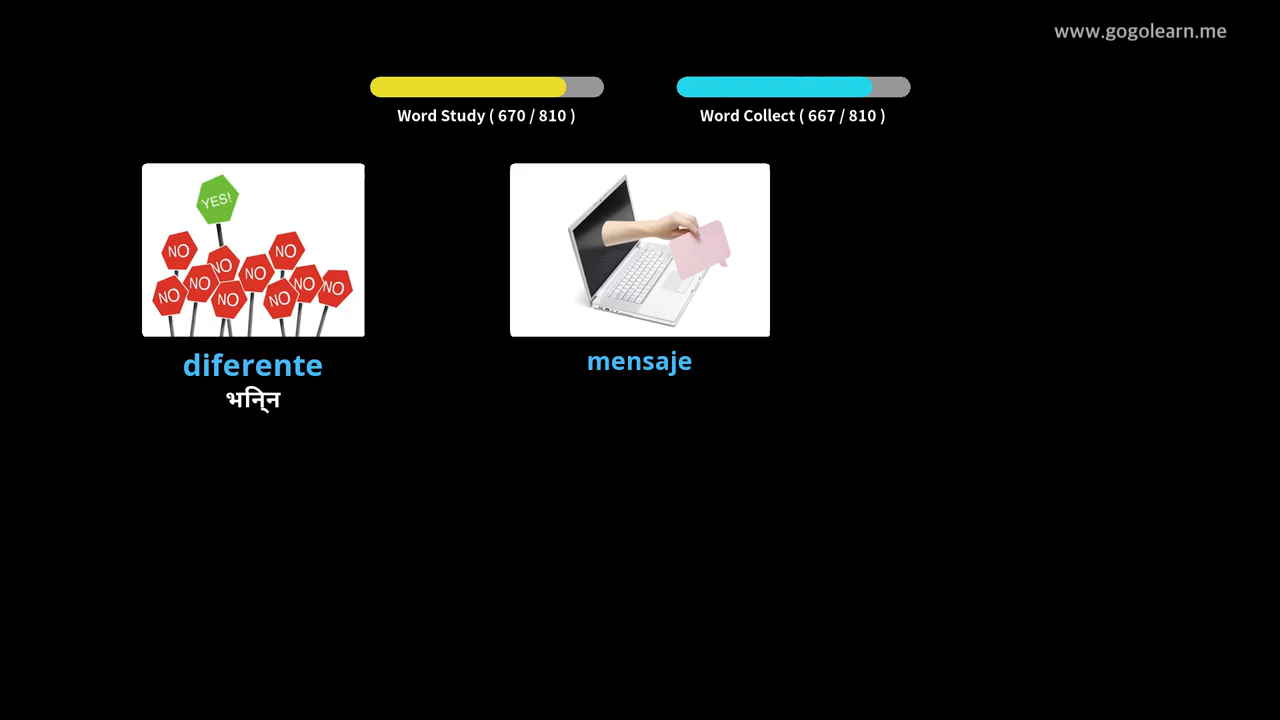 www.gogolearn.me
Word Study ( 670 / 810 )
Word Collect ( 667 / 810 )
YES!
NO
NO
NO
NO
NO
NO
NO
NO
NO
NO
diferente
भिन्न
mensaje